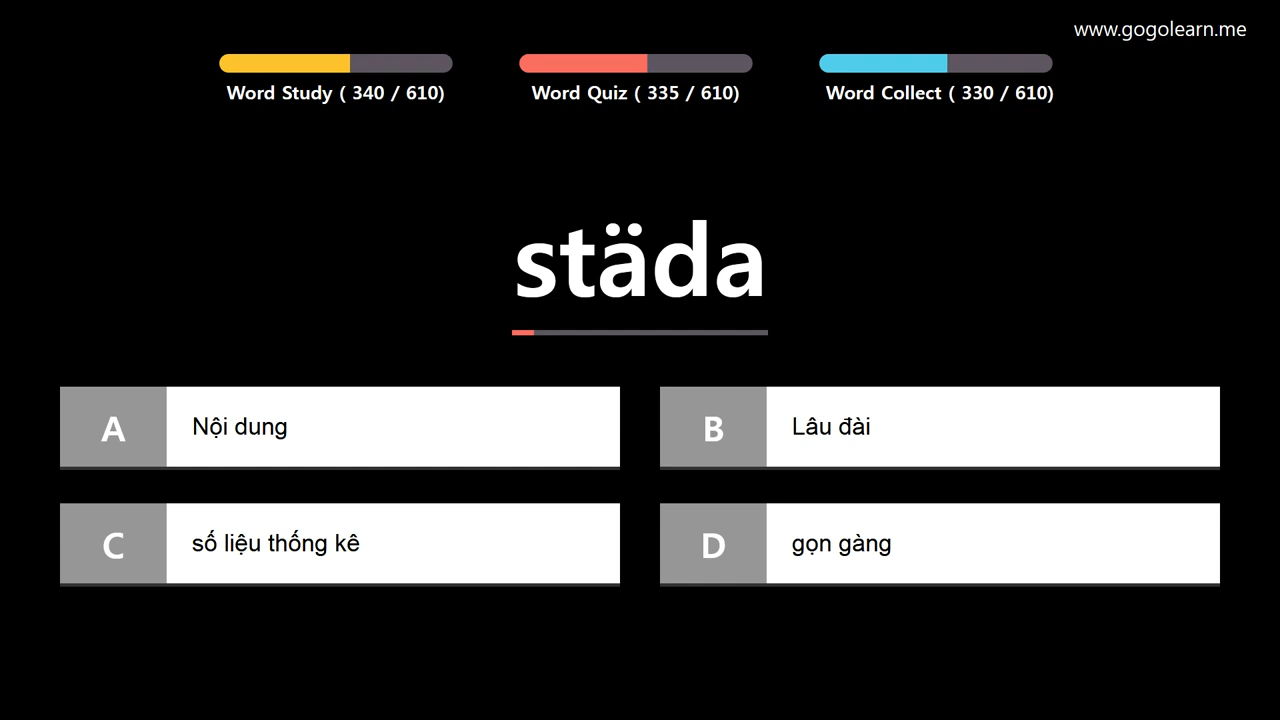 www.gogolearn.me
Word Study ( 340 / 610)
Word Quiz ( 335 / 610)
Word Collect ( 330 / 610)
städa
A
Nội dung
B
Lâu đài
C
số liệu thống kê
D
gọn gàng